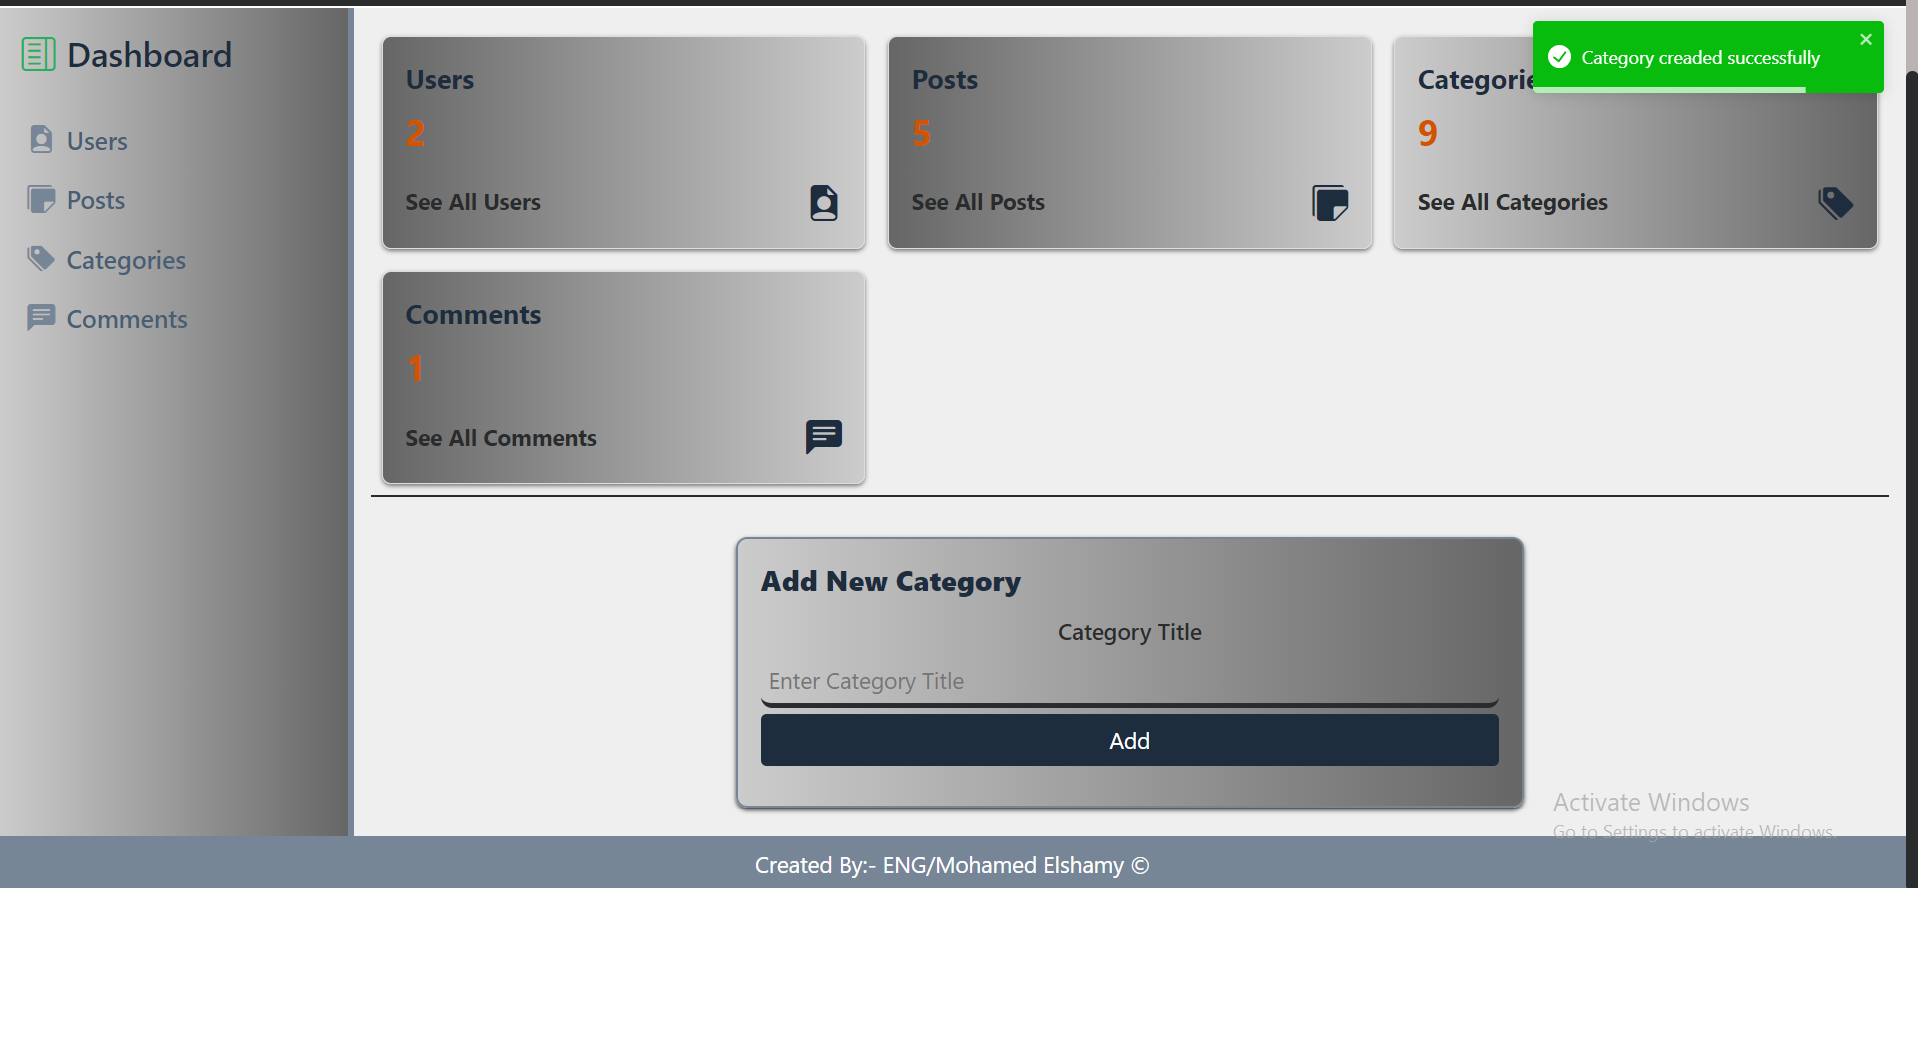 Dashboard
Users
Posts
Categories
Comments
Users
2
See All Users
Posts
5
See All Posts
Categorie
9
See All Categories
Category creaded successfully
Comments
1
See All Comments
Add New Category
Category Title
Enter Category Title
Add
Activate Windows
Go to Settings to activate Windows.
Created By:- ENG/Mohamed Elshamy ©